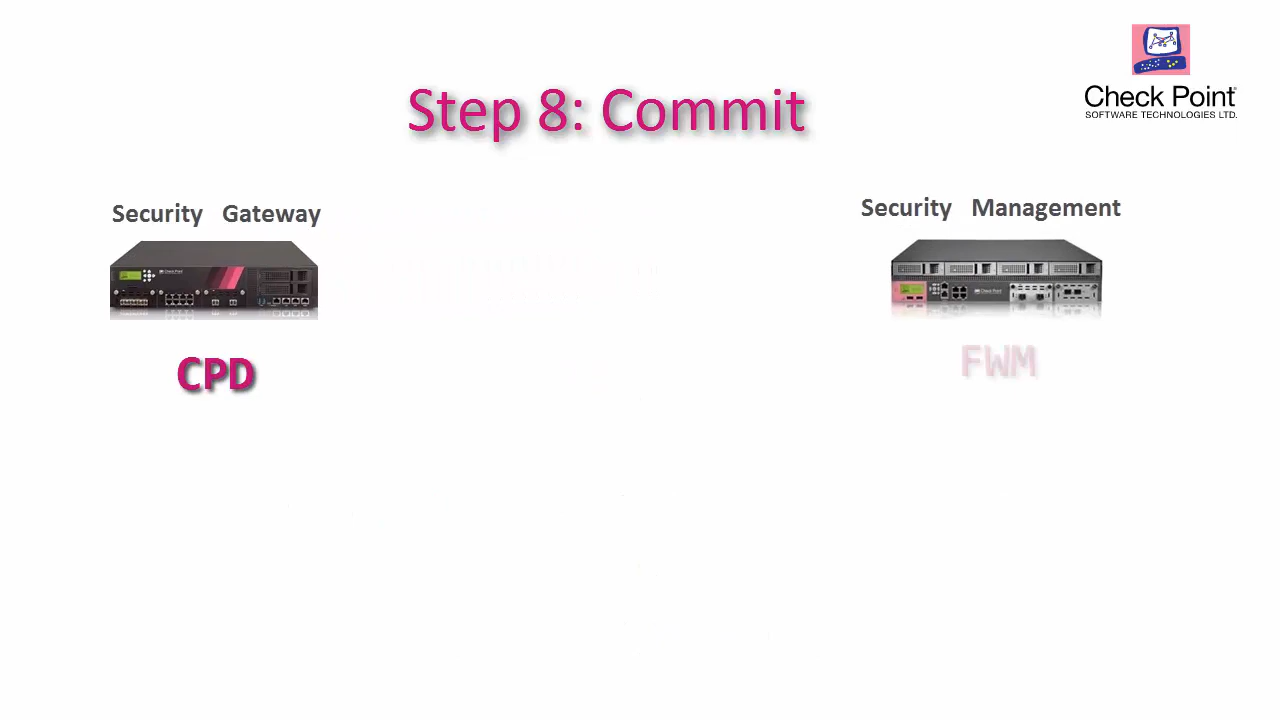 Check Point
SOFTWARE TECHNOLOGIES LTD.
Step 8: Commit
Security Gateway
Security Management
CPD
FWM